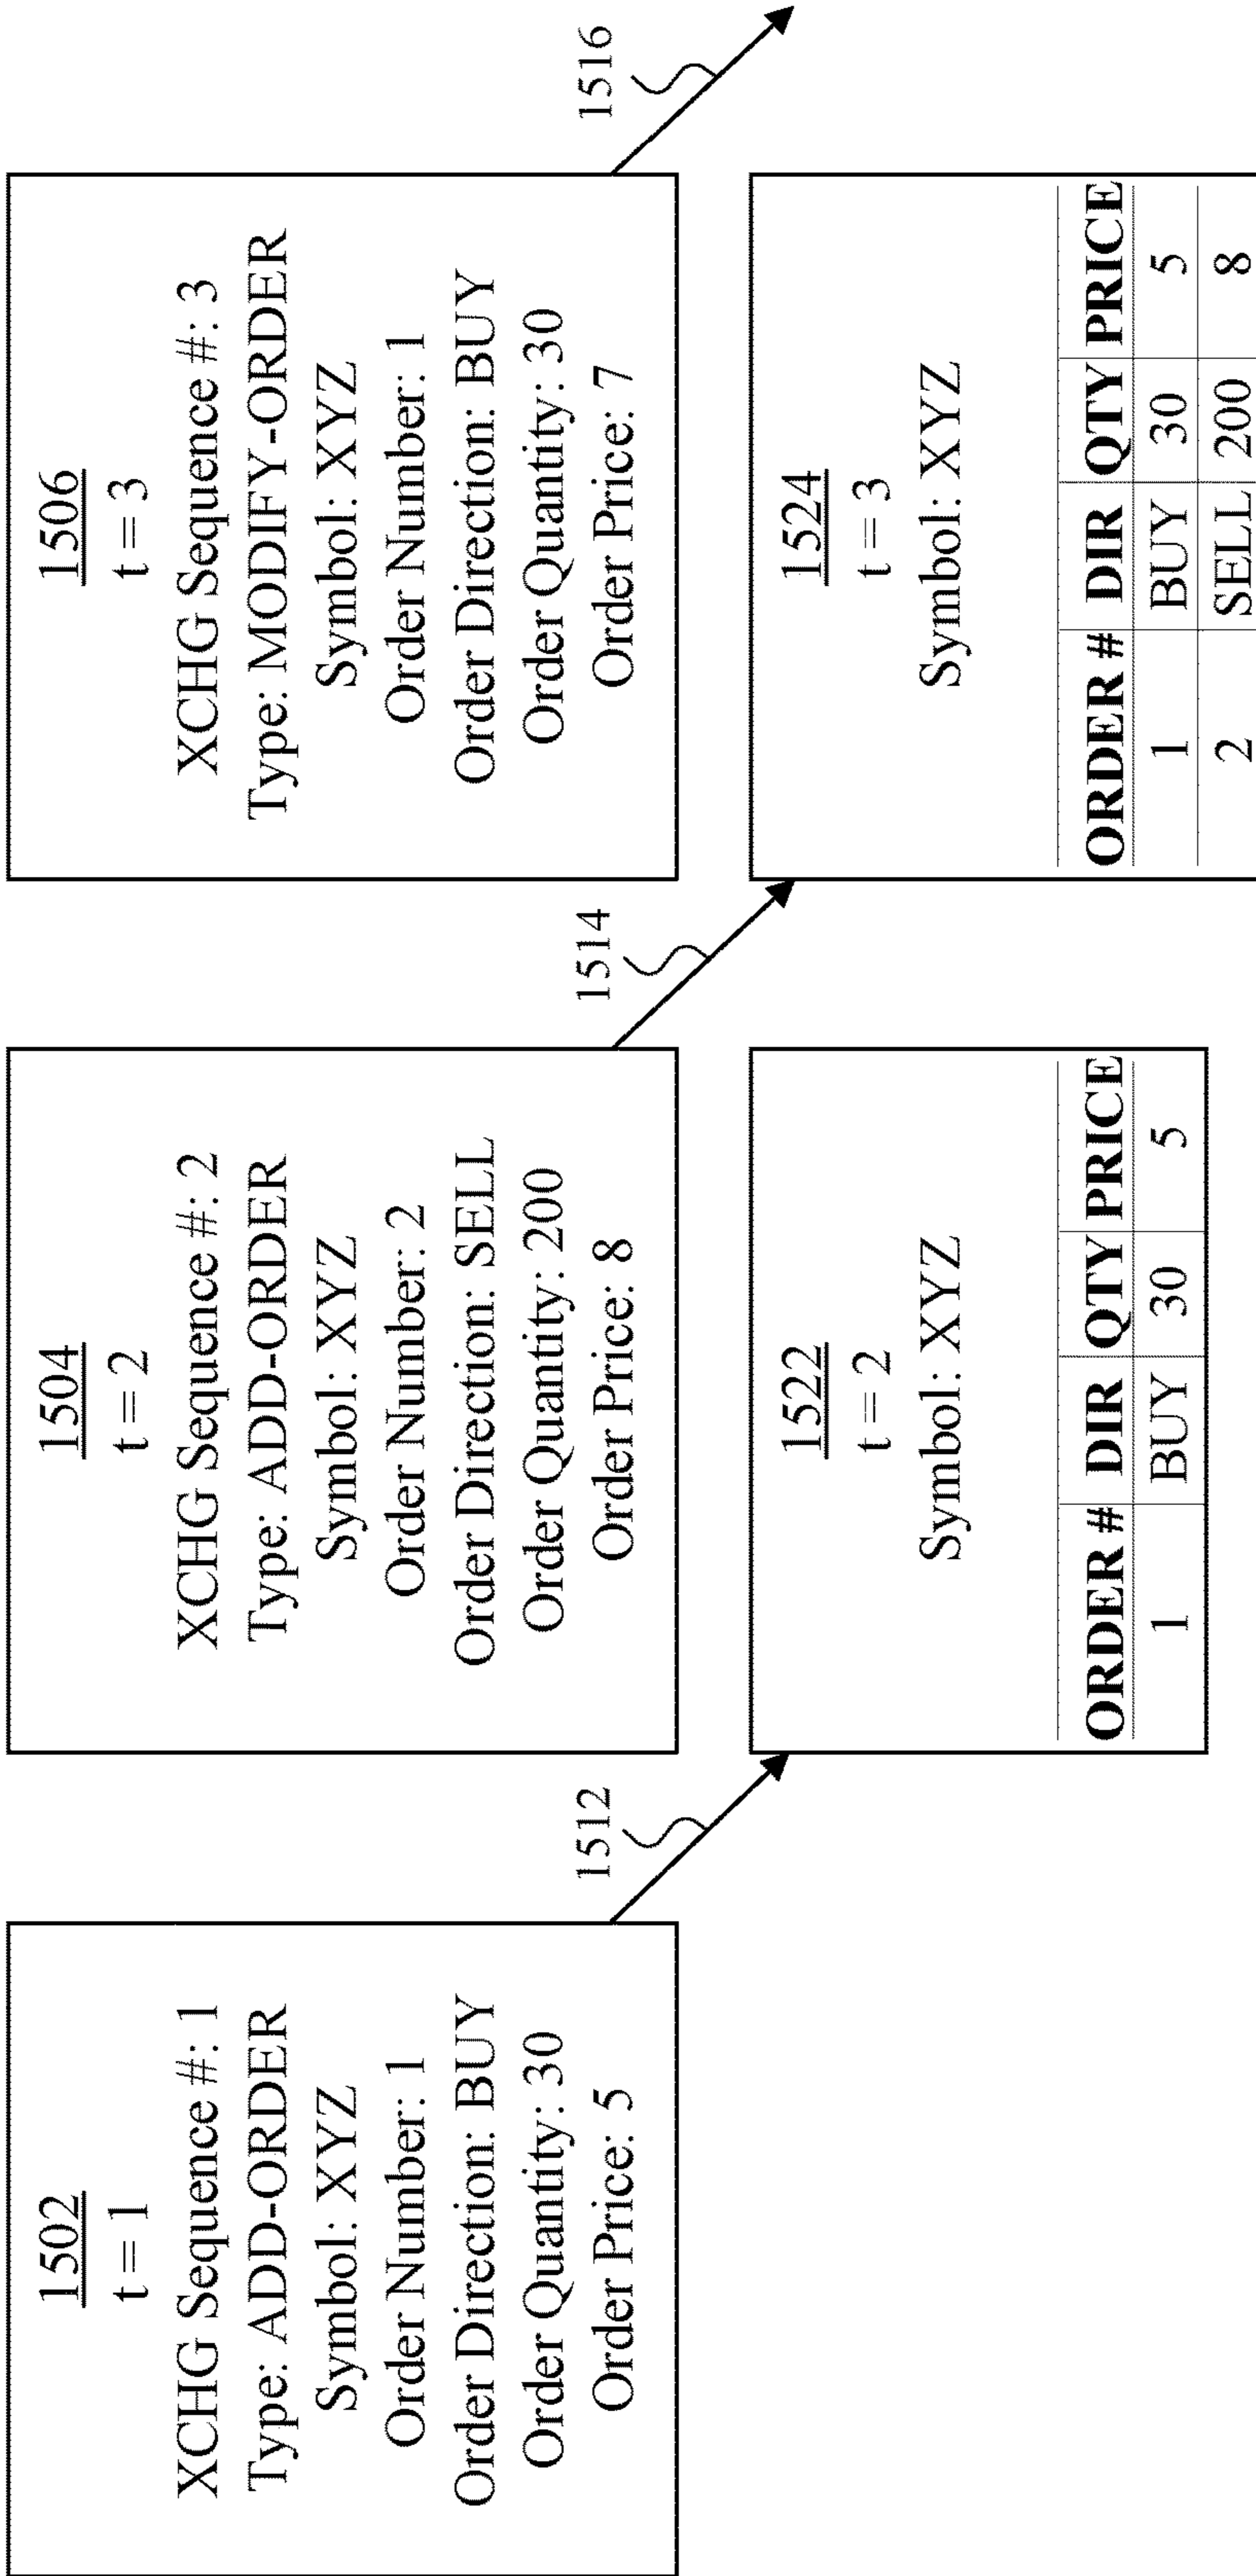 1502
t = 1
XCHG Sequence #: 1
Type: ADD-ORDER
Symbol: XYZ
Order Number: 1
Order Direction: BUY
Order Quantity: 30
Order Price: 5
1512
1504
t = 2
XCHG Sequence #: 2
Type: ADD-ORDER
Symbol: XYZ
Order Number: 2
Order Direction: SELL
Order Quantity: 200
Order Price: 8
1514
1506
t = 3
XCHG Sequence #: 3
Type: MODIFY-ORDER
Symbol: XYZ
Order Number: 1
Order Direction: BUY
Order Quantity: 30
Order Price: 7
1516
1522
t = 2
Symbol: XYZ
ORDER # DIR QTY PRICE
1 BUY 30 5
1524
t = 3
Symbol: XYZ
ORDER # DIR QTY PRICE
1 BUY 30 5
2 SELL 200 8